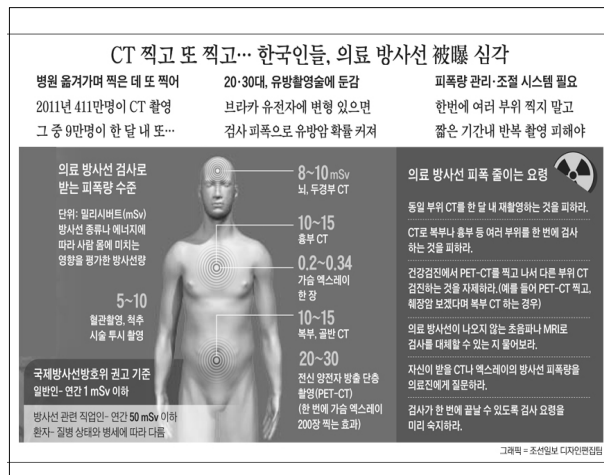 CT 찍고 또 찍고… 한국인들, 의료 방사선 被曝 심각
병원 옮겨가며 찍은 데 또 찍어
2011년 411만명이 CT 촬영
그 중 9만명이 한 달 내 또…
20·30대, 유방촬영술에 둔감
브라카 유전자에 변형 있으면
검사 피폭으로 유방암 확률 커져
피폭량 관리·조절 시스템 필요
한번에 여러 부위 찍지 말고
짧은 기간내 반복 촬영 피해야
의료 방사선 검사로
받는 피폭량 수준
단위: 밀리시버트(mSv)
방사선 종류나 에너지에
따라 사람 몸에 미치는
영향을 평가한 방사선량
5~10
혈관촬영, 척추
시술 투시 촬영
국제방사선방호위 권고 기준
일반인- 연간 1 mSv 이하
방사선 관련 직업인- 연간 50 mSv 이하
환자- 질병 상태와 병세에 따라 다름
8~10 mSv
뇌, 두경부 CT
10~15
흉부 CT
0.2~0.34
가슴 엑스레이
한 장
10~15
복부, 골반 CT
20~30
전신 양전자 방출 단층
촬영(PET-CT)
(한 번에 가슴 엑스레이
200장 찍는 효과)
의료 방사선 피폭 줄이는 요령
동일 부위 CT를 한 달 내 재촬영하는 것을 피하라.
CT로 복부나 흉부 등 여러 부위를 한 번에 검사
하는 것을 피하라.
건강검진에서 PET-CT를 찍고 나서 다른 부위 CT
검진하는 것을 자제하라.(예를 들어 PET-CT 찍고,
췌장암 보겠다며 복부 CT 하는 경우)
의료 방사선이 나오지 않는 초음파나 MRI로
검사를 대체할 수 있는 지 물어보라.
자신이 받을 CT나 엑스레이의 방사선 피폭량을
의료진에게 질문하라.
검사가 한 번에 끝날 수 있도록 검사 요령을
미리 숙지하라.
그래픽 = 조선일보 디자인편집팀